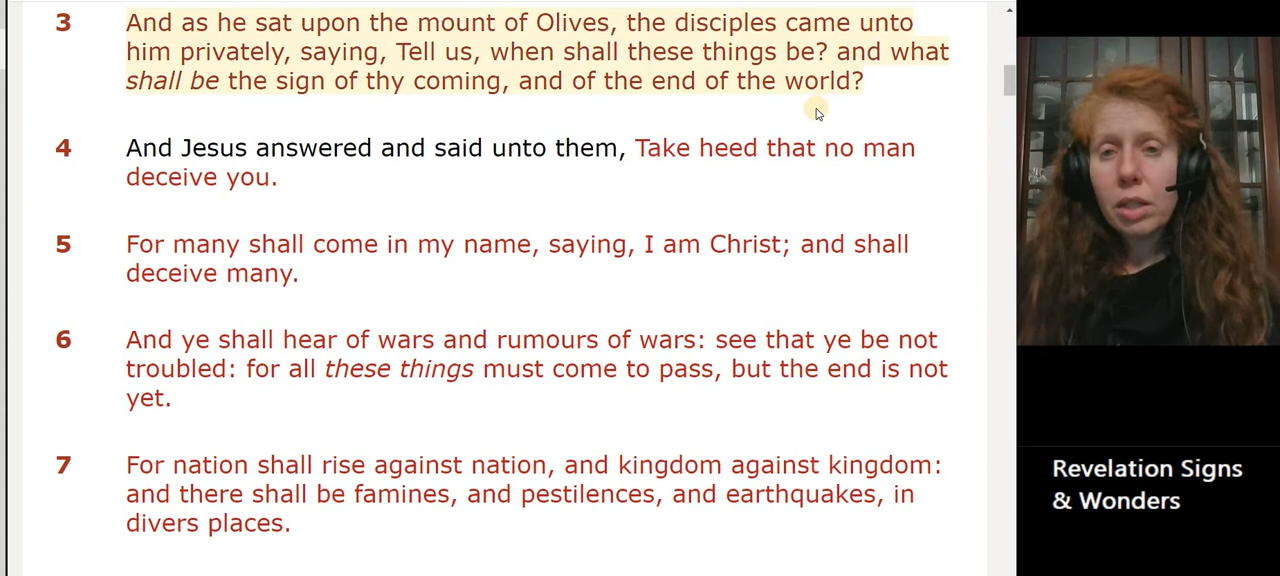 3 And as he sat upon the mount of Olives, the disciples came unto
him privately, saying, Tell us, when shall these things be? and what
shall be the sign of thy coming, and of the end of the world?
4 And Jesus answered and said unto them, Take heed that no man
deceive you.
5 For many shall come in my name, saying, I am Christ; and shall
deceive many.
6 And ye shall hear of wars and rumours of wars: see that ye be not
troubled: for all these things must come to pass, but the end is not
yet.
7 For nation shall rise against nation, and kingdom against kingdom:
and there shall be famines, and pestilences, and earthquakes, in
divers places.
Revelation Signs
& Wonders